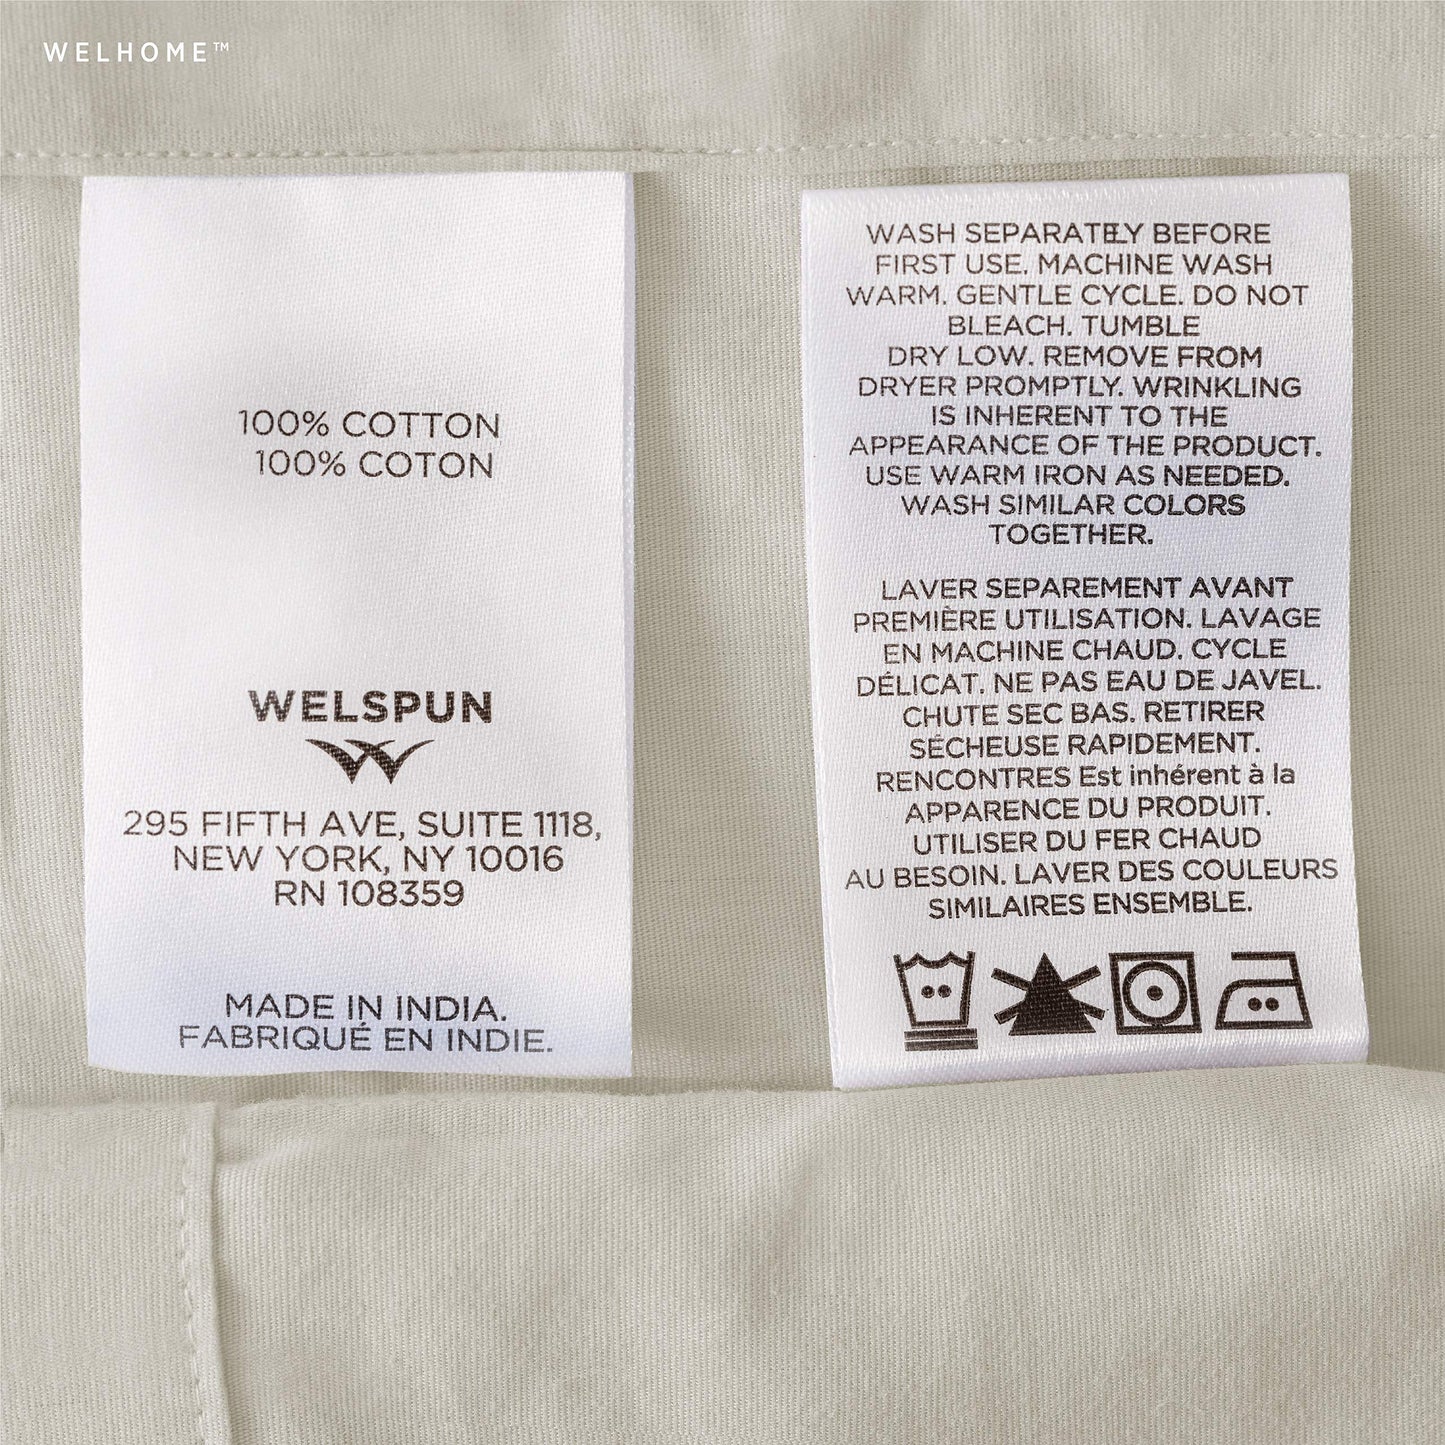 WELHOME™
100% COTTON
100% COTON
WELSPUN
295 FIFTH AVE, SUITE 1118,
NEW YORK, NY 10016
RN 108359
MADE IN INDIA.
FABRIQUÉ EN INDIE.
WASH SEPARATELY BEFORE
FIRST USE. MACHINE WASH
WARM. GENTLE CYCLE. DO NOT
BLEACH. TUMBLE
DRY LOW. REMOVE FROM
DRYER PROMPTLY. WRINKLING
IS INHERENT TO THE
APPEARANCE OF THE PRODUCT.
USE WARM IRON AS NEEDED.
WASH SIMILAR COLORS
TOGETHER.
LAVER SEPAREMENT AVANT
PREMIÈRE UTILISATION. LAVAGE
EN MACHINE CHAUD. CYCLE
DÉLICAT. NE PAS EAU DE JAVEL.
CHUTE SEC BAS. RETIRER
SÉCHEUSE RAPIDEMENT.
RENCONTRES Est inhérent à la
APPARENCE DU PRODUIT.
UTILISER DU FER CHAUD
AU BESOIN. LAVER DES COULEURS
SIMILAIRES ENSEMBLE.